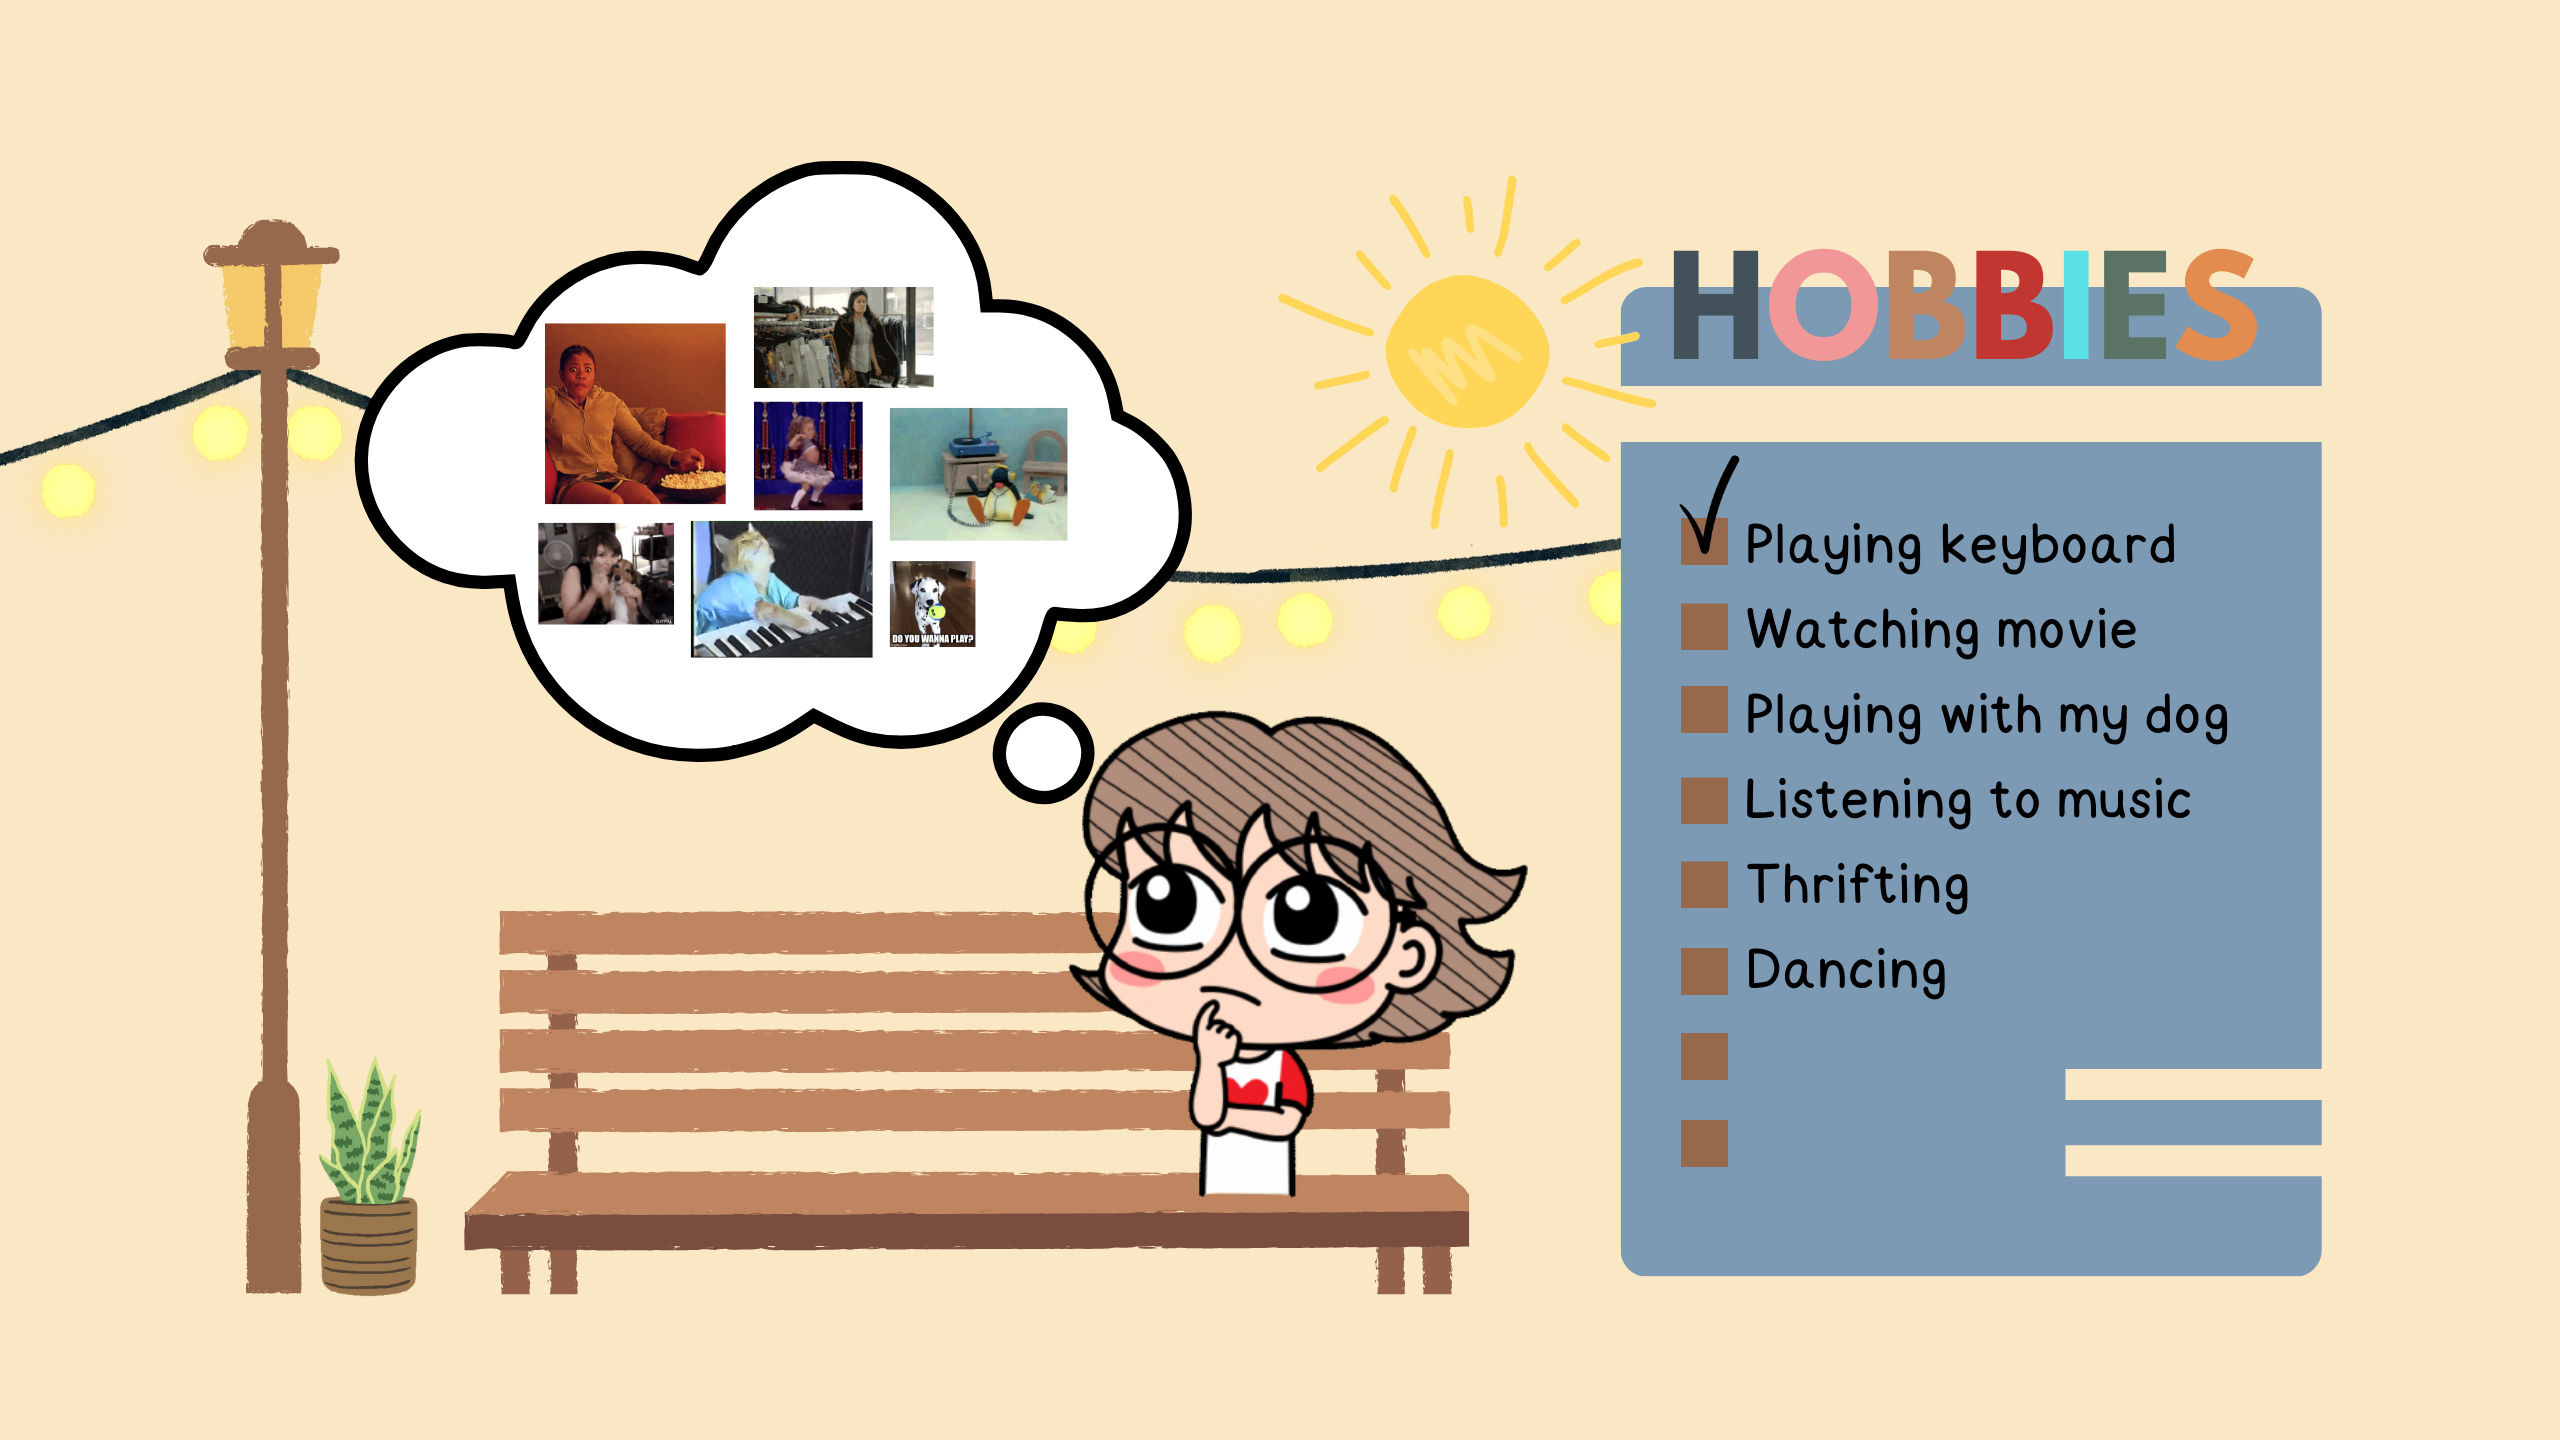 HOBBIES
Playing keyboard
Watching movie
Playing with my dog
Listening to music
Thrifting
Dancing
DO YOU WANNA PLAY?